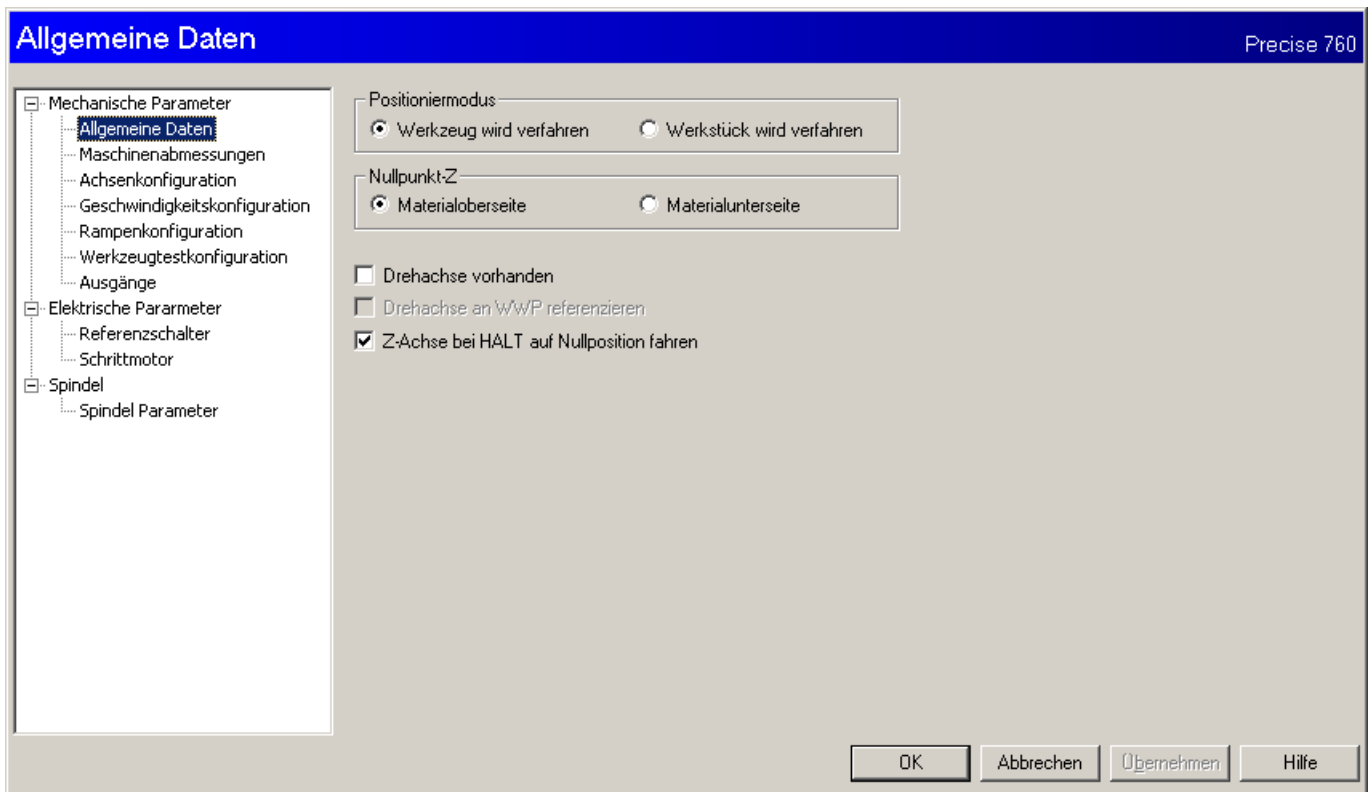 Allgemeine Daten
Precise 760
Mechanische Parameter
Allgemeine Daten
Maschinenabmessungen
Achsenkonfiguration
Geschwindigkeitskonfiguration
Rampenkonfiguration
Werkzeugtestkonfiguration
Ausgänge
Elektrische Pararmeter
Referenzschalter
Schrittmotor
Spindel
Spindel Parameter
Positioniermodus
Werkzeug wird verfahren Werkstück wird verfahren
Nullpunkt-Z
Materialoberseite Materialunterseite
Drehachse vorhanden
Drehachse an WWP referenzieren
Z-Achse bei HALT auf Nullposition fahren
OK Abbrechen Übernehmen Hilfe